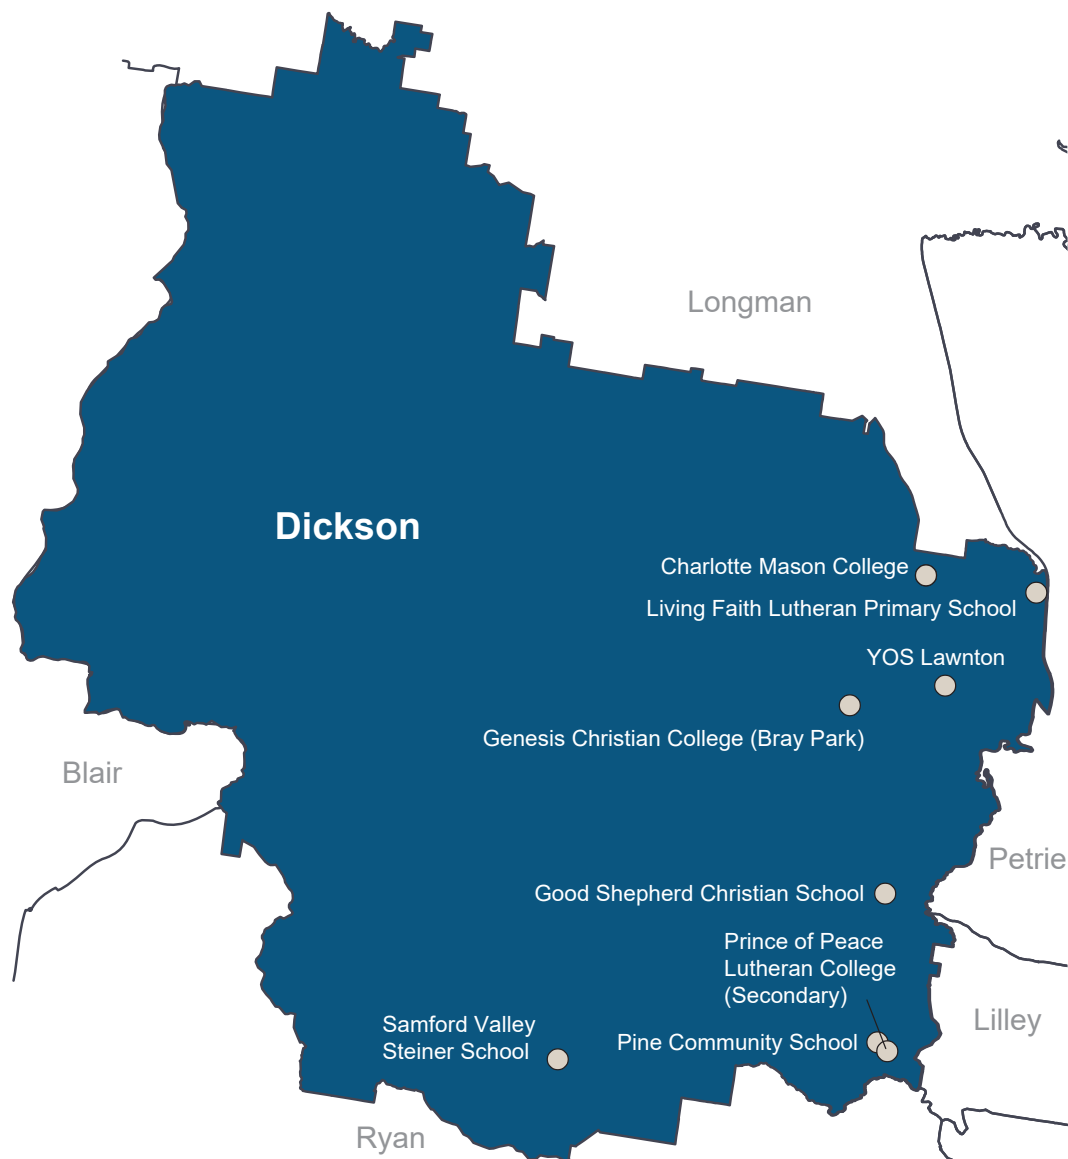 Longman
Dickson
Charlotte Mason College
Living Faith Lutheran Primary School
YOS Lawnton
Genesis Christian College (Bray Park)
Blair
Petrie
Good Shepherd Christian School
Prince of Peace
Lutheran College
(Secondary)
Lilley
Samford Valley
Steiner School
Pine Community School
Ryan